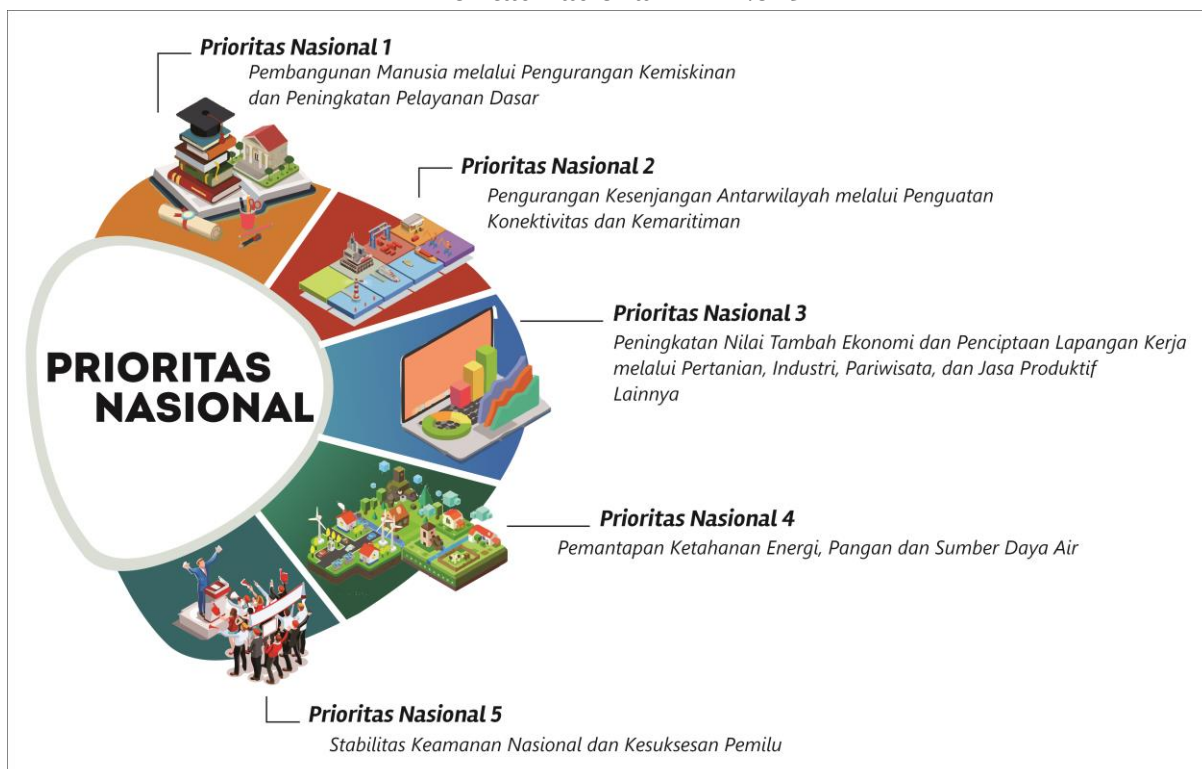 Prioritas Nasional 1
Pembangunan Manusia melalui Pengurangan Kemiskinan
dan Peningkatan Pelayanan Dasar
Prioritas Nasional 2
Pengurangan Kesenjangan Antarwilayah melalui Penguatan
Konektivitas dan Kemaritiman
Prioritas Nasional 3
Peningkatan Nilai Tambah Ekonomi dan Penciptaan Lapangan Kerja
melalui Pertanian, Industri, Pariwisata, dan Jasa Produktif
Lainnya
PRIORITAS
NASIONAL
Prioritas Nasional 4
Pemantapan Ketahanan Energi, Pangan dan Sumber Daya Air
Prioritas Nasional 5
Stabilitas Keamanan Nasional dan Kesuksesan Pemilu